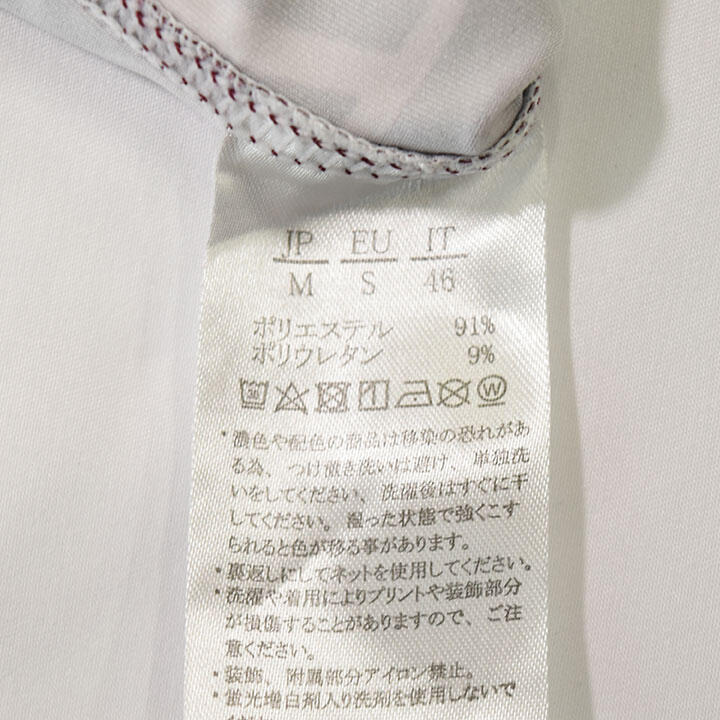 JP EU IT
M S 46
ポリエステル 91%
ポリウレタン 9%
30 W
・濃色や配色の商品は移染の恐れがあ
る為、つけ置き洗いは避け、単独洗
いをしてください、洗濯後はすぐに干
してください。湿った状態で強くこす
られると色が移る事があります。
・裏返しにしてネットを使用してください。
・洗濯や着用によりプリントや装飾部分
が損傷することがありますので、ご注
意ください。
・装飾、附属部分アイロン禁止。
・蛍光増白剤入り洗剤を使用しないで